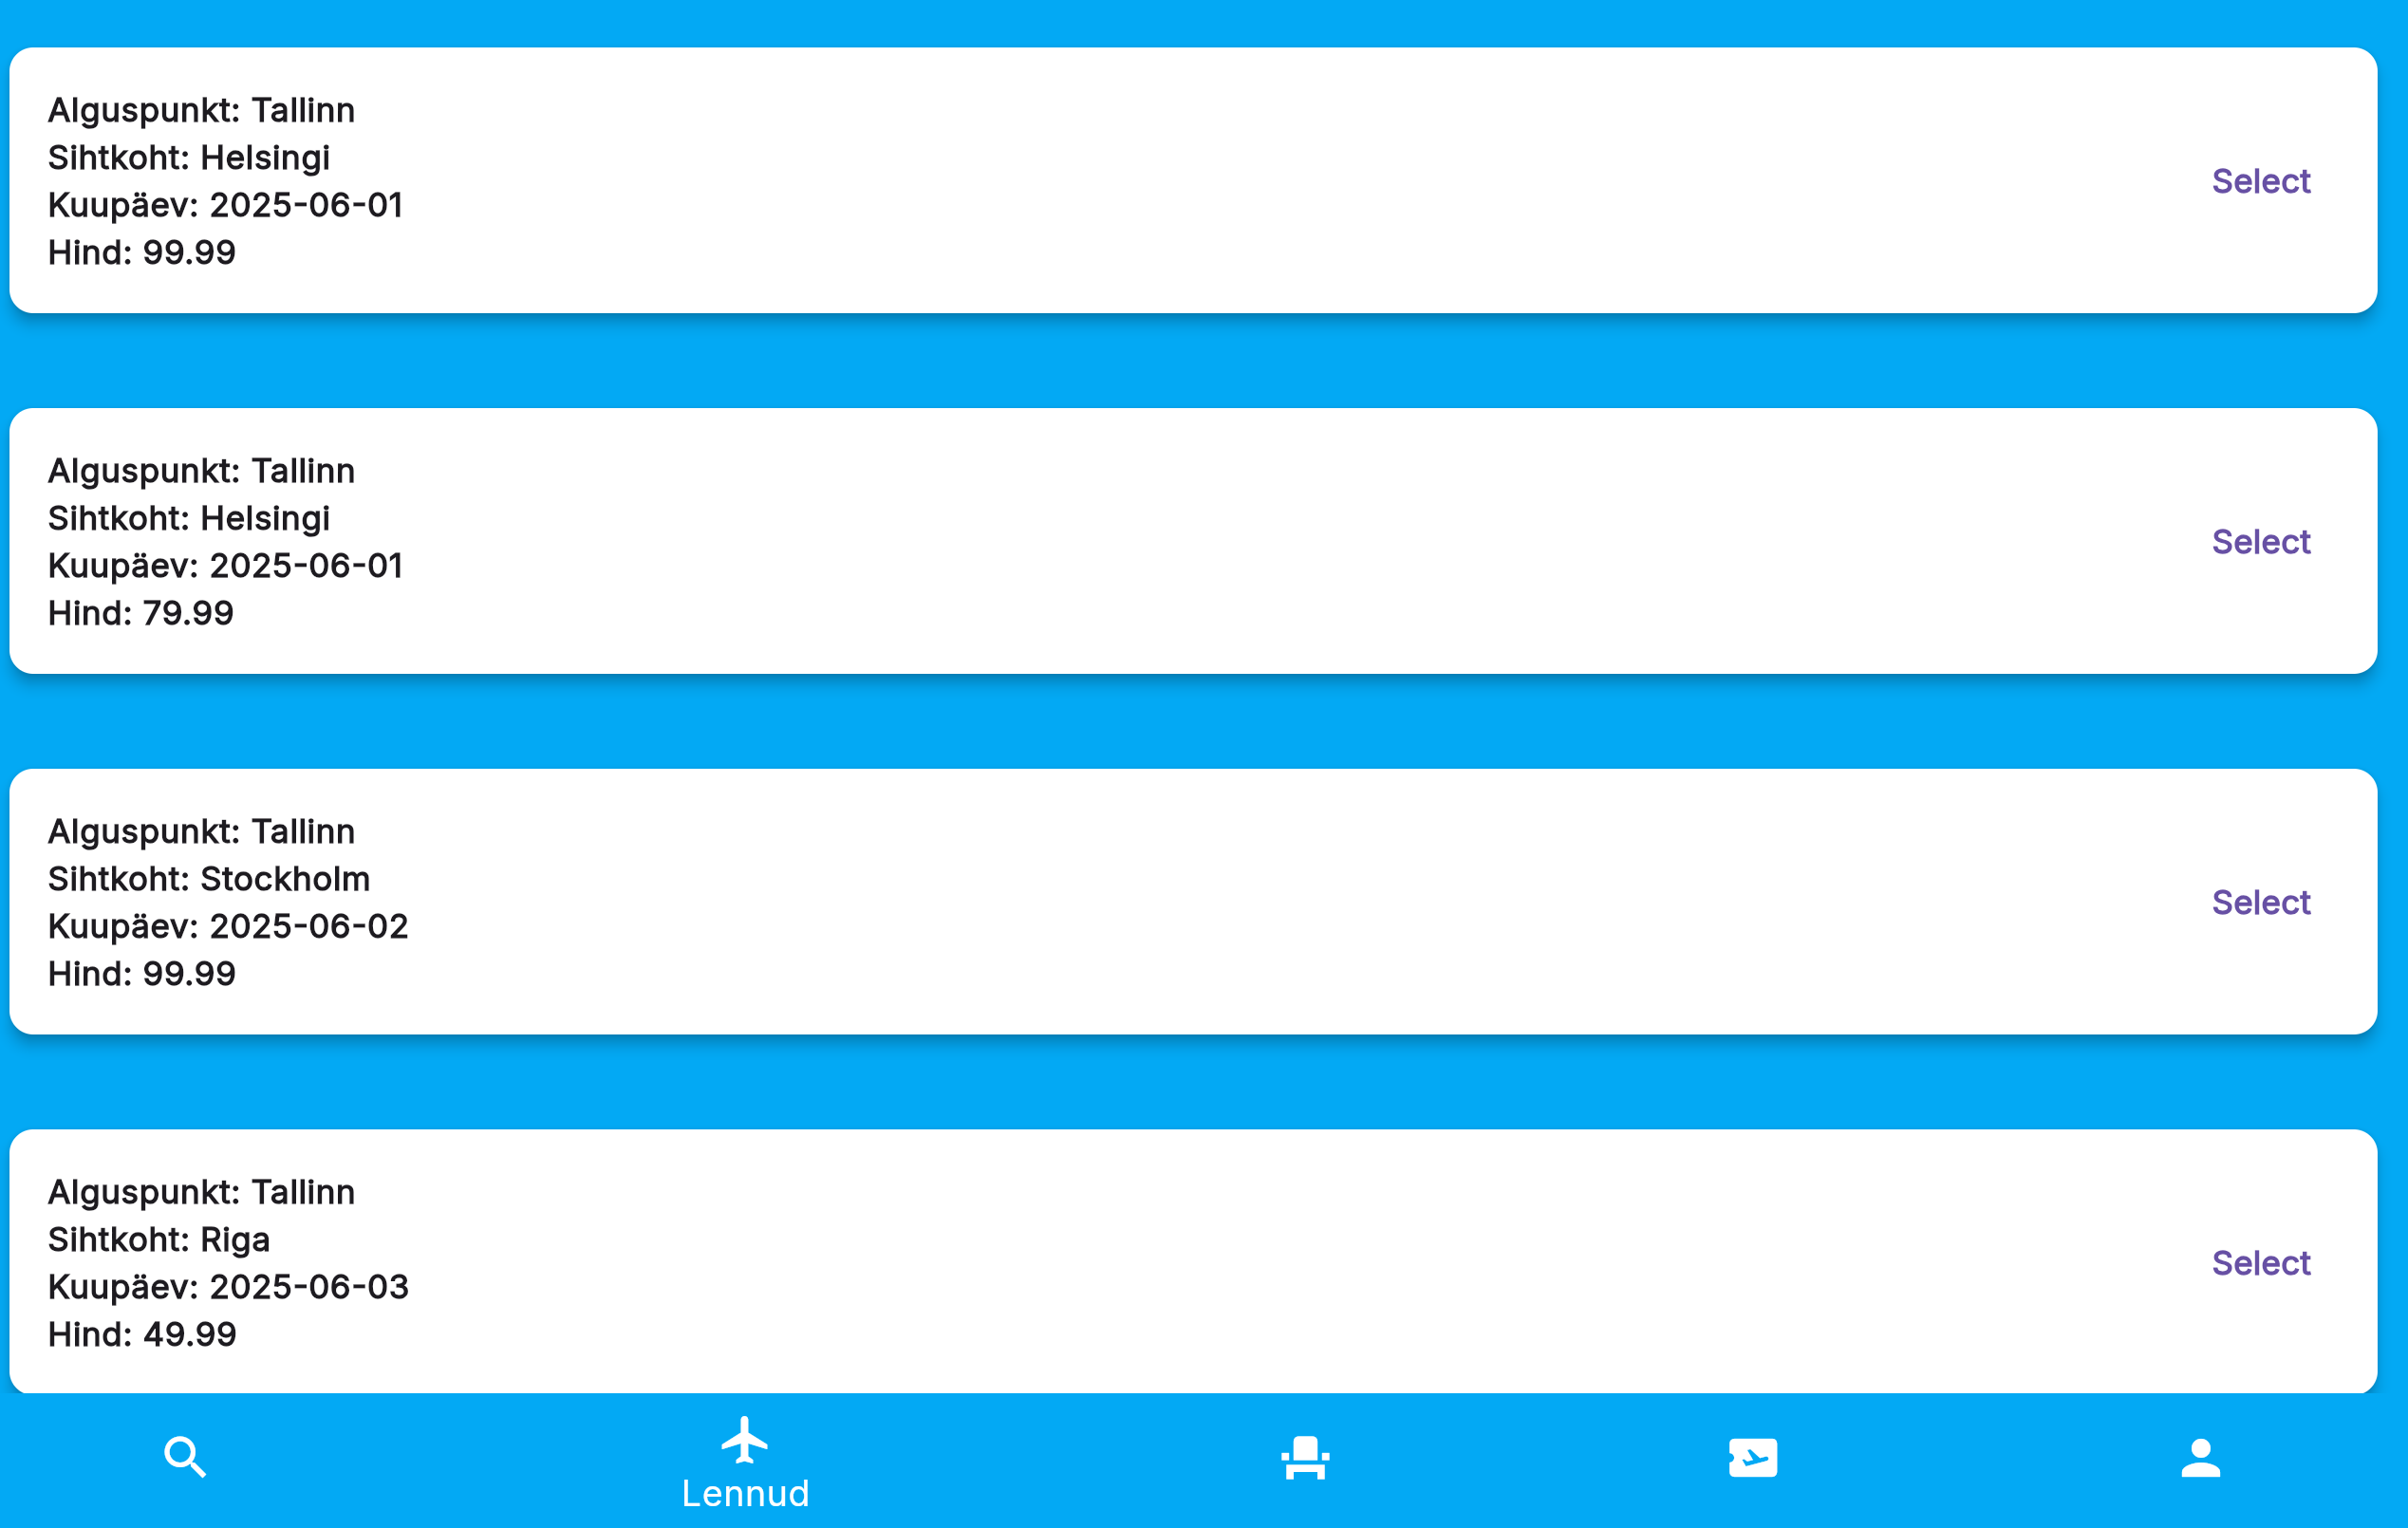 Alguspunkt: Tallinn
Sihtkoht: Helsingi
Kuupäev: 2025-06-01
Hind: 99.99
Select
Alguspunkt: Tallinn
Sihtkoht: Helsingi
Kuupäev: 2025-06-01
Hind: 79.99
Select
Alguspunkt: Tallinn
Sihtkoht: Stockholm
Kuupäev: 2025-06-02
Hind: 99.99
Select
Alguspunkt: Tallinn
Sihtkoht: Riga
Kuupäev: 2025-06-03
Hind: 49.99
Select
Lennud